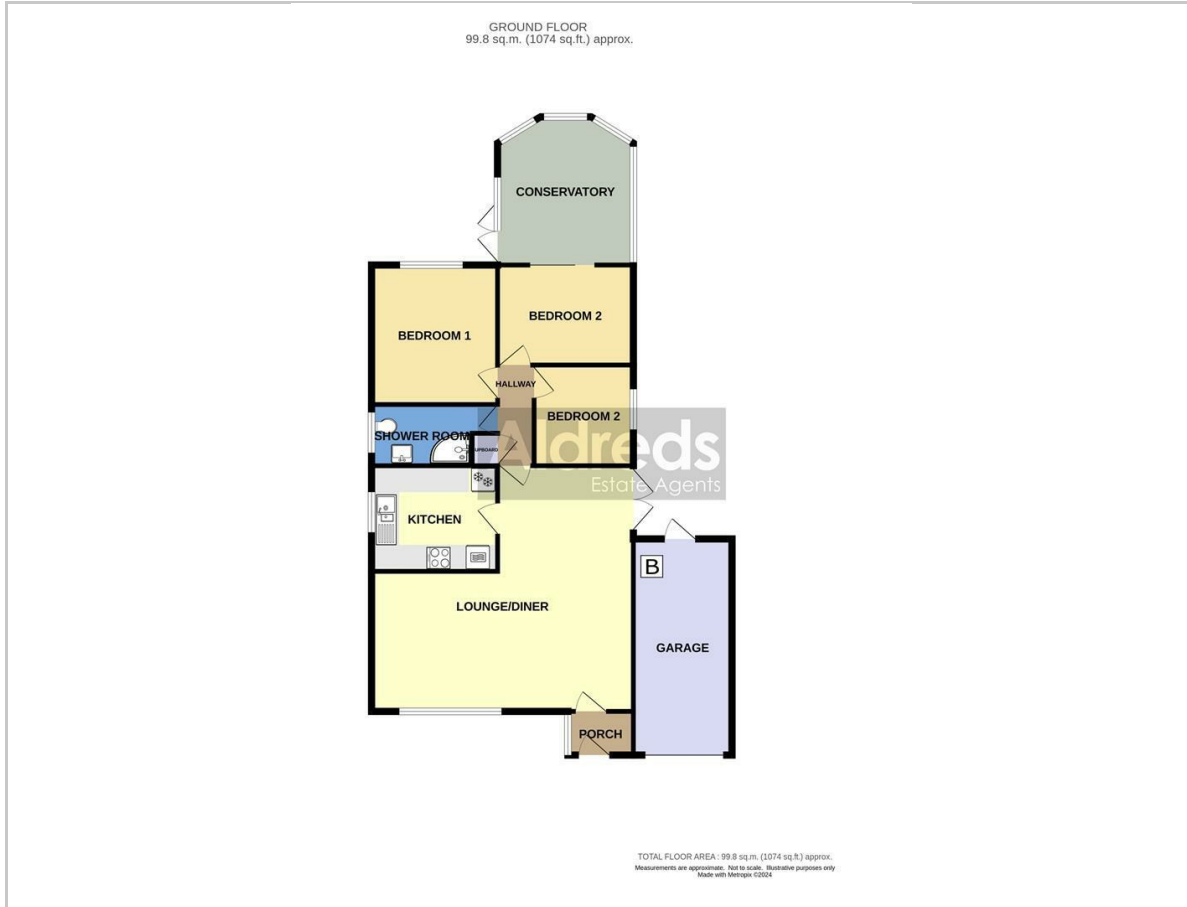 GROUND FLOOR
99.8 sq.m. (1074 sq.ft.) approx.
CONSERVATORY
BEDROOM 1
BEDROOM 2
HALLWAY
BEDROOM 2
SHOWER ROOM
UPBOARD
Aldreds
Estate Agents
KITCHEN
B
LOUNGE/DINER
GARAGE
PORCH
TOTAL FLOOR AREA : 99.8 sq.m. (1074 sq.ft.) approx.
Measurements are approximate. Not to scale. Illustrative purposes only
Made with Metropix ©2024